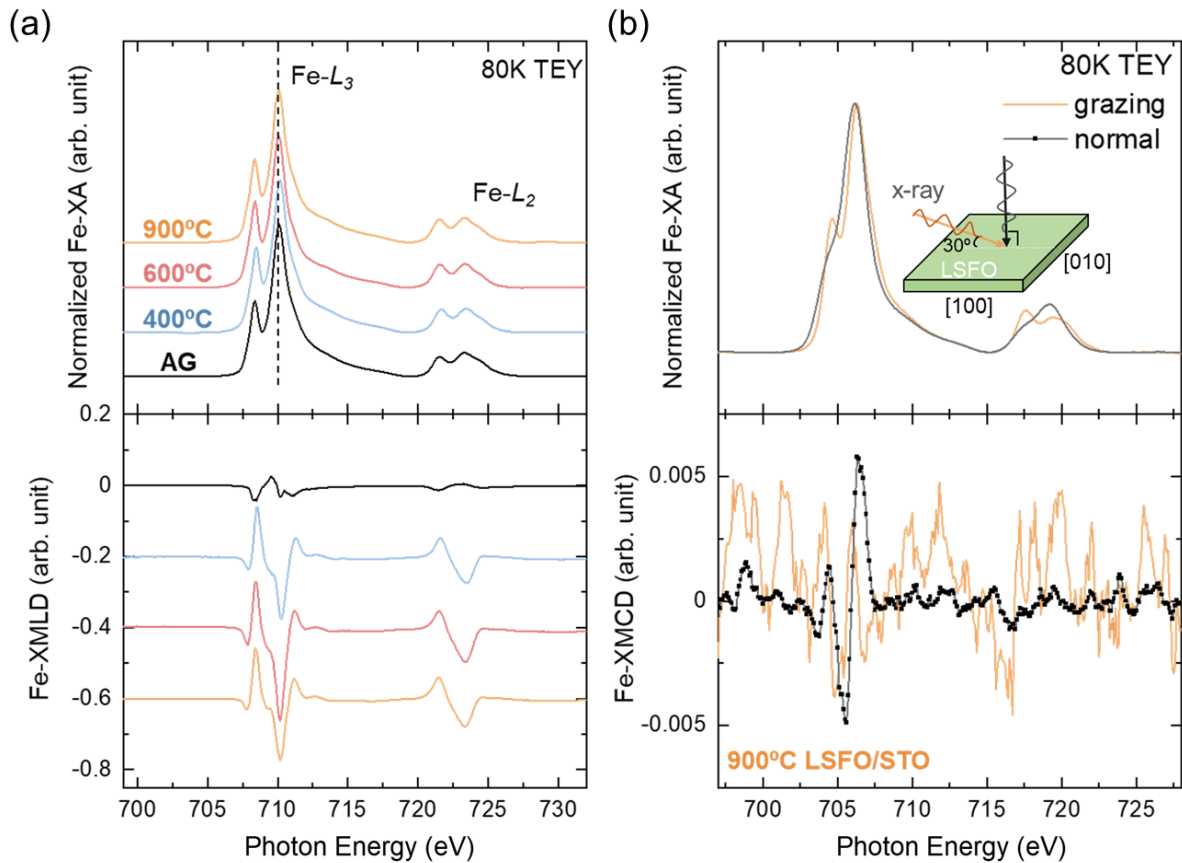 (a)
Normalized Fe-XA (arb. unit)
80K TEY
Fe-L3
Fe-L2
900ºC
600ºC
400ºC
AG
Fe-XMLD (arb. unit)
0.2
0
-0.2
-0.4
-0.6
-0.8
700 705 710 715 720 725 730
Photon Energy (eV)
(b)
Normalized Fe-XA (arb. unit)
80K TEY
grazing
normal
x-ray
30º
LSFO
[010]
[100]
Fe-XMCD (arb. unit)
0.005
0
-0.005
900ºC LSFO/STO
700 705 710 715 720 725
Photon Energy (eV)